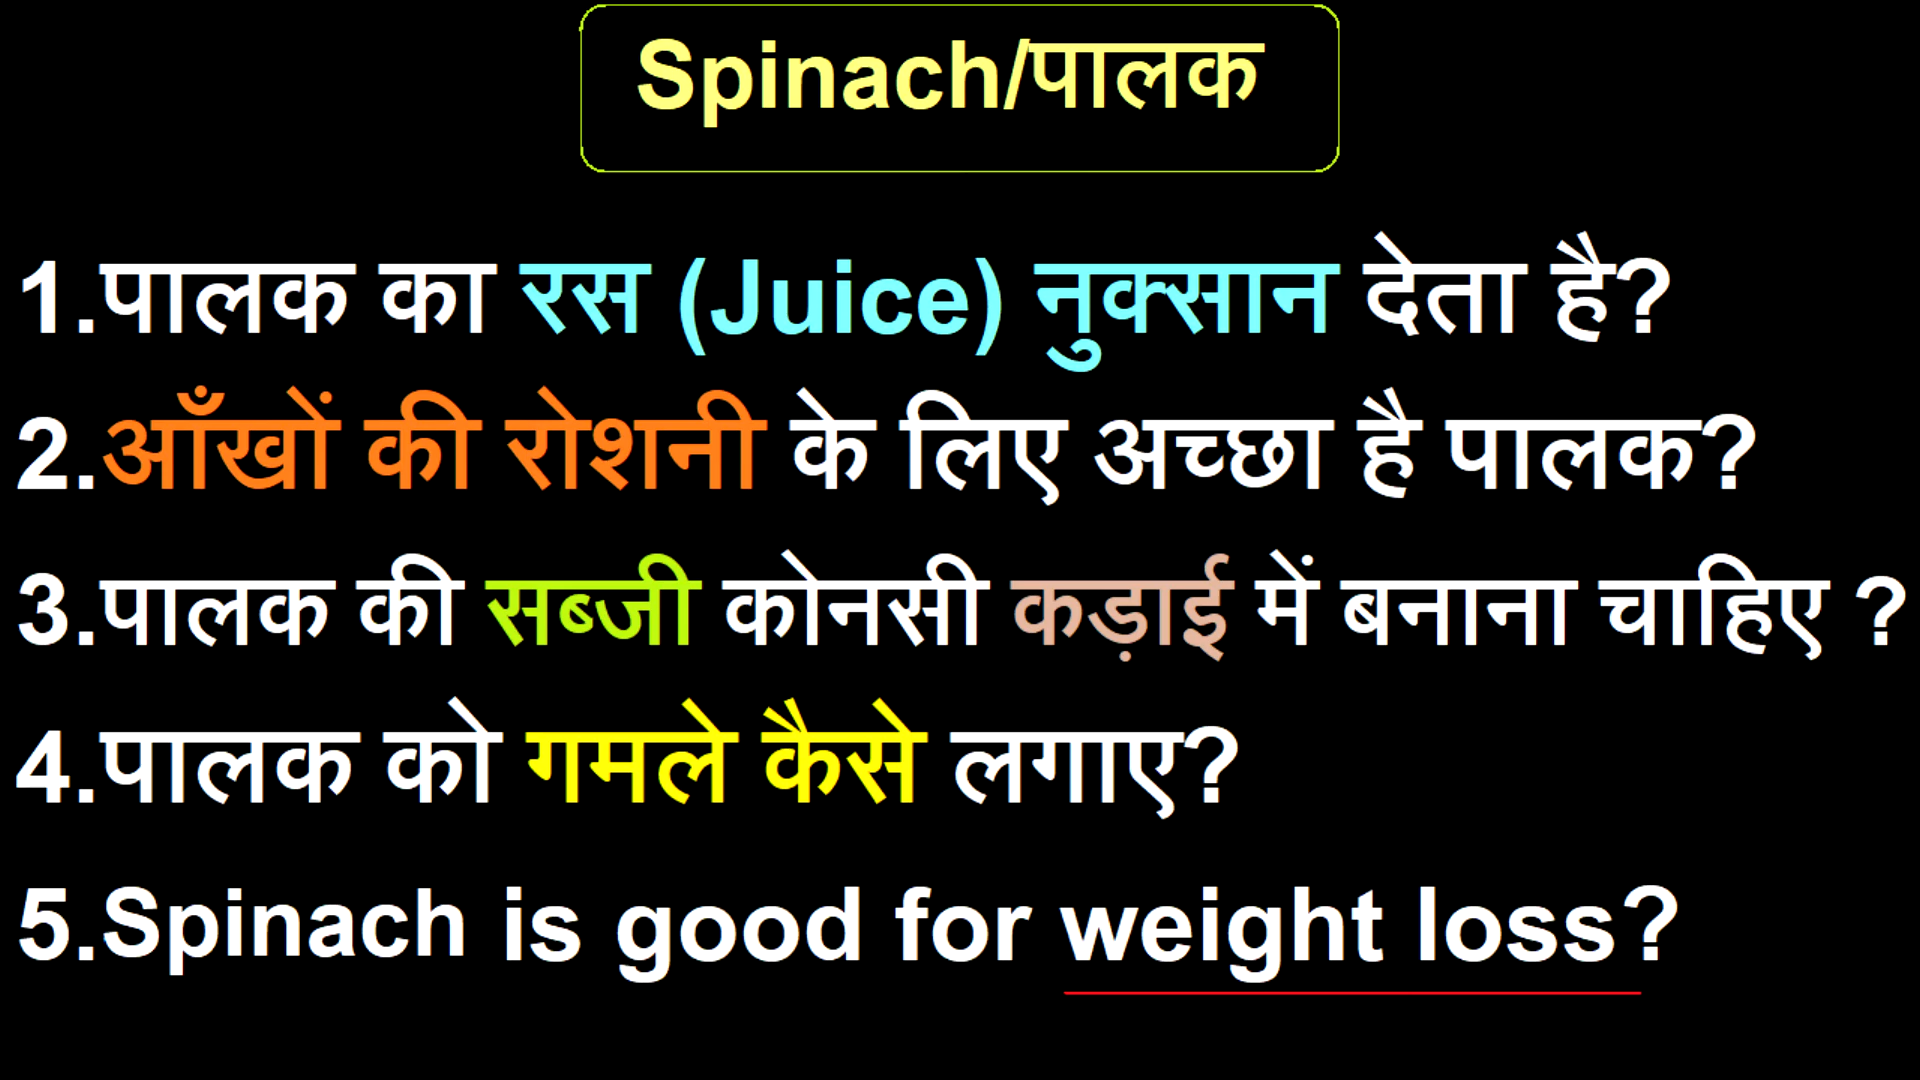 Spinach/पालक
1.पालक का रस (Juice) नुक्सान देता है?
2.आँखों की रोशनी के लिए अच्छा है पालक?
3.पालक की सब्जी कोनसी कड़ाई में बनाना चाहिए ?
4.पालक को गमले कैसे लगाए?
5.Spinach is good for weight loss?